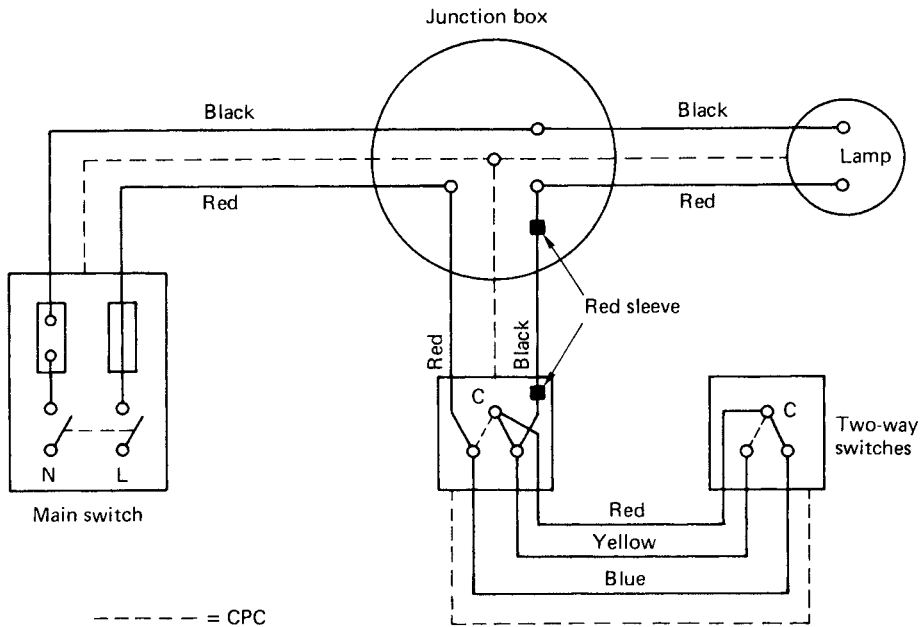 Junction box
Black
Black
Lamp
Red
Red
Red sleeve
Red
Black
C
C
Two-way
switches
N
L
Main switch
Red
Yellow
Blue
= CPC